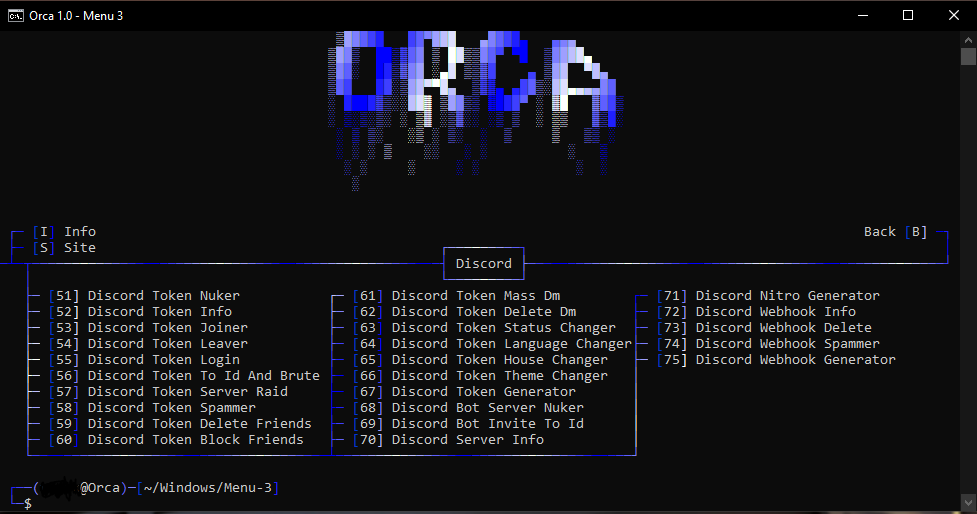 Orca 1.0 - Menu 3
ORCA
[I] Info
Back [B]
[S] Site
Discord
[51] Discord Token Nuker [61] Discord Token Mass Dm [71] Discord Nitro Generator
[52] Discord Token Info [62] Discord Token Delete Dm [72] Discord Webhook Info
[53] Discord Token Joiner [63] Discord Token Status Changer [73] Discord Webhook Delete
[54] Discord Token Leaver [64] Discord Token Language Changer [74] Discord Webhook Spammer
[55] Discord Token Login [65] Discord Token House Changer [75] Discord Webhook Generator
[56] Discord Token To Id And Brute [66] Discord Token Theme Changer
[57] Discord Token Server Raid [67] Discord Token Generator
[58] Discord Token Spammer [68] Discord Bot Server Nuker
[59] Discord Token Delete Friends [69] Discord Bot Invite To Id
[60] Discord Token Block Friends [70] Discord Server Info
( @Orca)-[~/Windows/Menu-3]
$